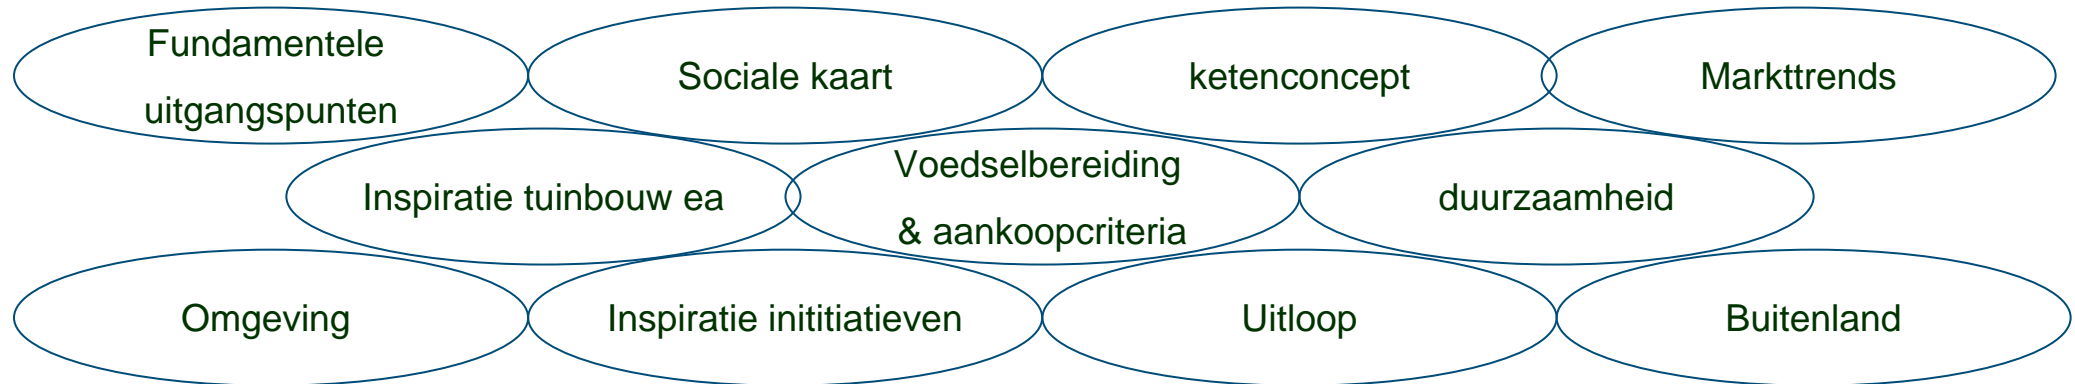 Fundamentele
uitgangspunten
Sociale kaart
ketenconcept
Markttrends
Inspiratie tuinbouw ea
Voedselbereiding
& aankoopcriteria
duurzaamheid
Omgeving
Inspiratie inititiatieven
Uitloop
Buitenland